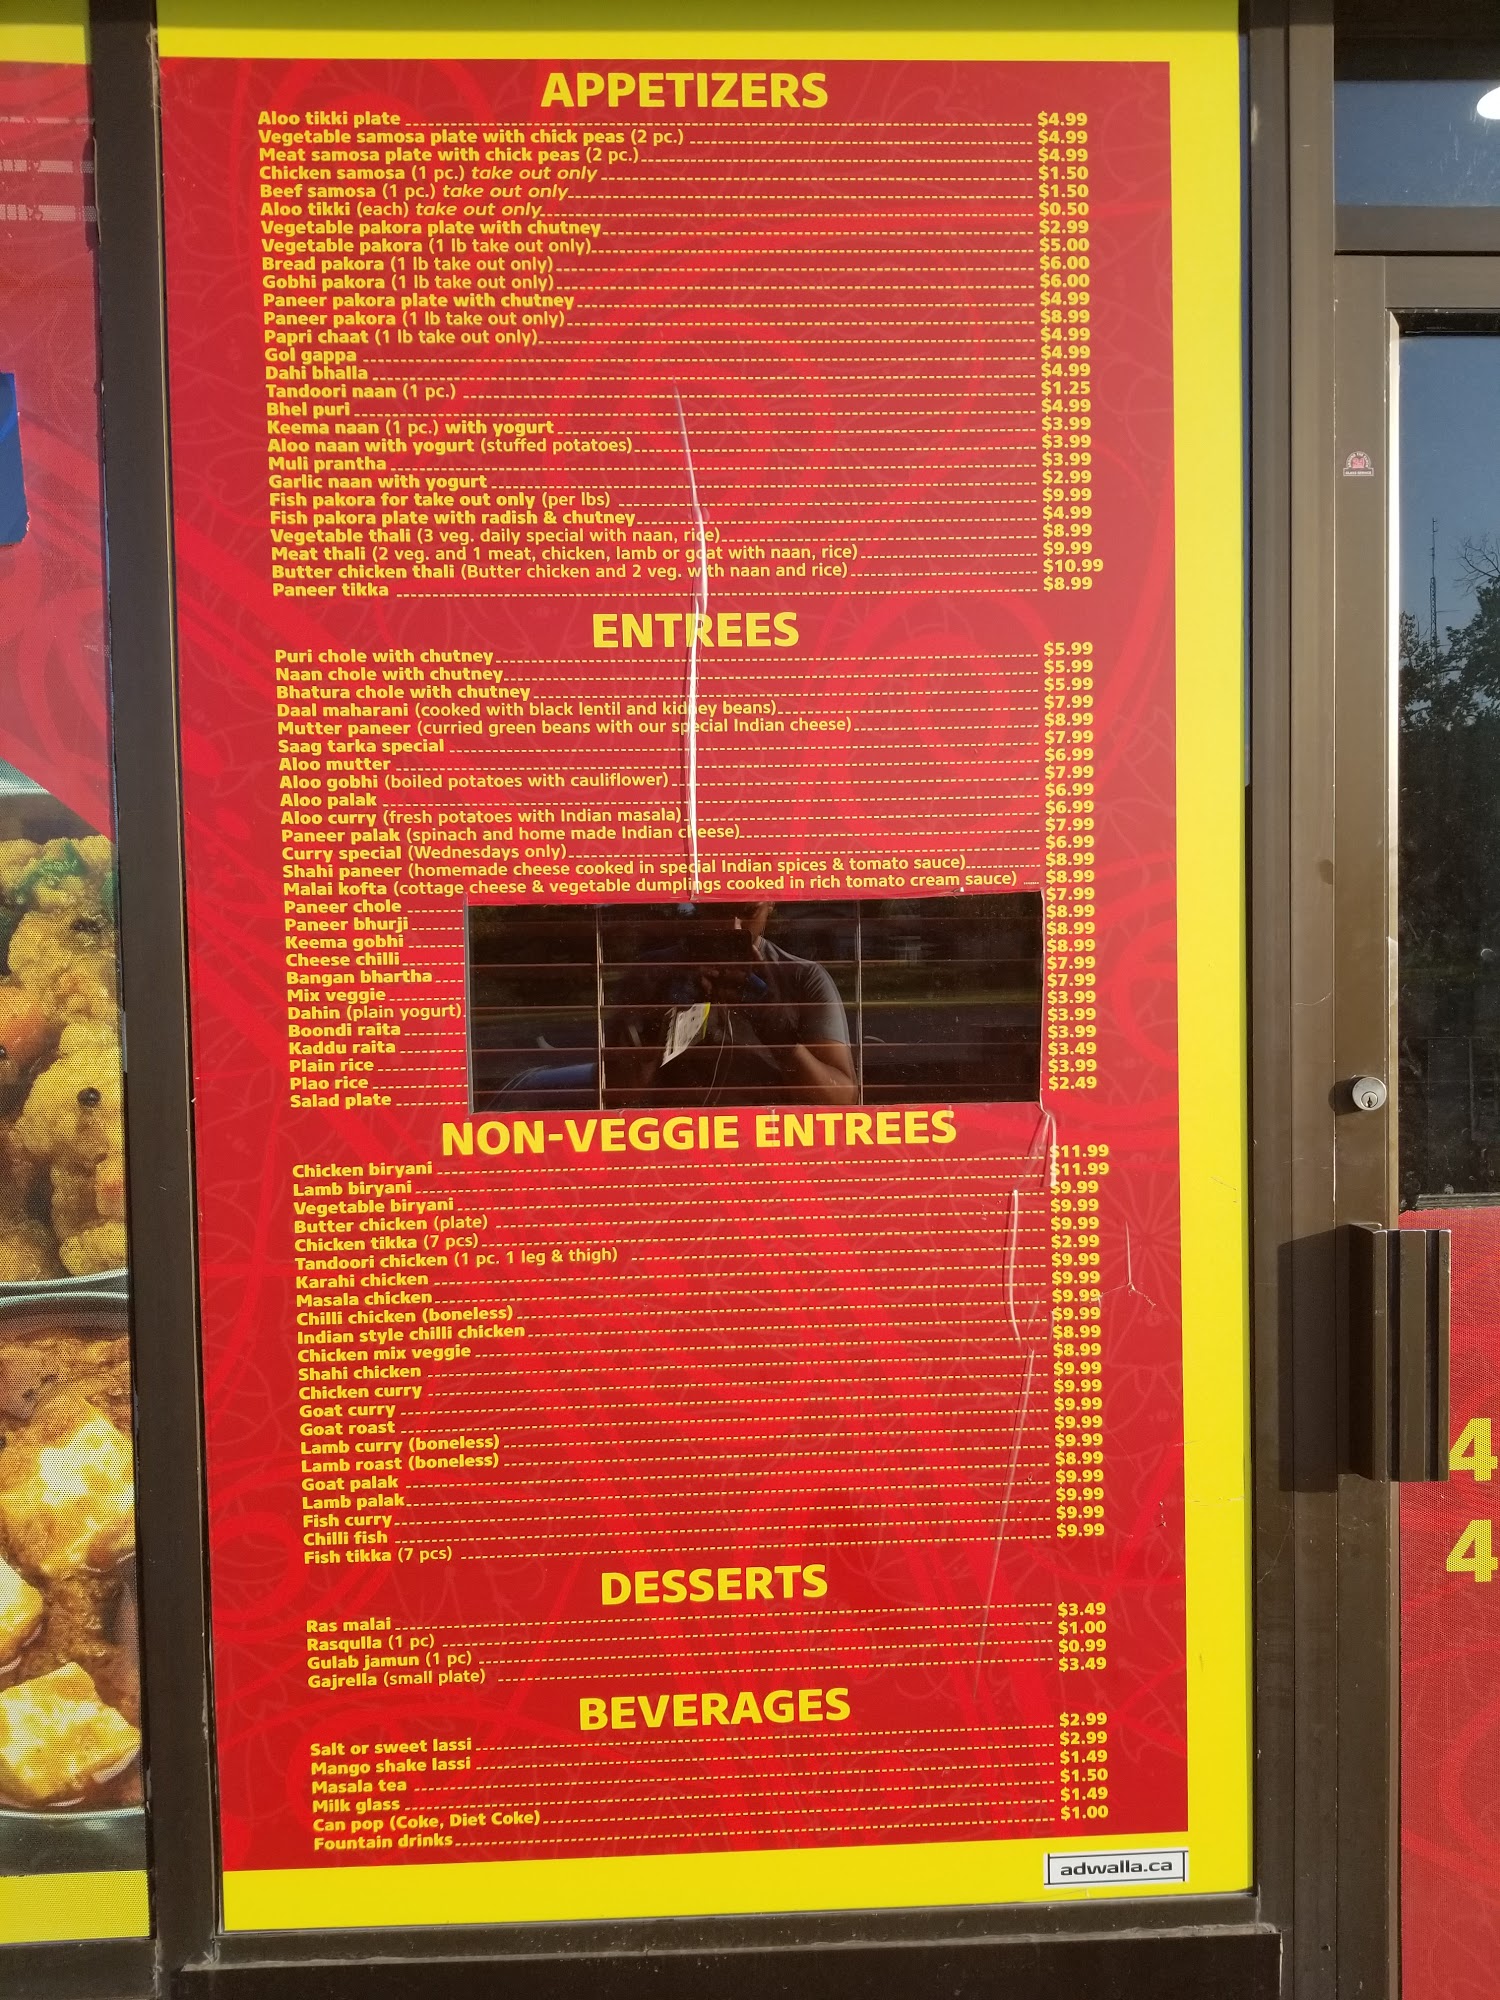 APPETIZERS
Aloo tikki plate $4.99
Vegetable samosa plate with chick peas (2 pc.) $4.99
Meat samosa plate with chick peas (2 pc.) $4.99
Chicken samosa (1 pc.) take out only $1.50
Beef samosa (1 pc.) take out only $1.50
Aloo tikki (each) take out only $0.50
Vegetable pakora plate with chutney $2.99
Vegetable pakora (1 lb take out only) $5.00
Bread pakora (1 lb take out only) $6.00
Gobhi pakora (1 lb take out only) $6.00
Paneer pakora plate with chutney $4.99
Paneer pakora (1 lb take out only) $8.99
Papri chaat (1 lb take out only) $4.99
Gol gappa $4.99
Dahi bhalla $4.99
Tandoori naan (1 pc.) $1.25
Bhel puri $4.99
Keema naan (1 pc.) with yogurt $3.99
Aloo naan with yogurt (stuffed potatoes) $3.99
Muli prantha $3.99
Garlic naan with yogurt $2.99
Fish pakora for take out only (per lbs) $9.99
Fish pakora plate with radish & chutney $4.99
Vegetable thali (3 veg. daily special with naan, rice) $8.99
Meat thali (2 veg. and 1 meat, chicken, lamb or goat with naan, rice) $9.99
Butter chicken thali (Butter chicken and 2 veg. with naan and rice) $10.99
Paneer tikka $8.99
ENTREES
Puri chole with chutney $5.99
Naan chole with chutney $5.99
Bhatura chole with chutney $5.99
Daal maharani (cooked with black lentil and kidney beans) $7.99
Mutter paneer (curried green beans with our special Indian cheese) $8.99
Saag tarka special $7.99
Aloo mutter $6.99
Aloo gobhi (boiled potatoes with cauliflower) $7.99
Aloo palak $6.99
Aloo curry (fresh potatoes with Indian masala) $6.99
Paneer palak (spinach and home made Indian cheese) $7.99
Curry special (Wednesdays only) $6.99
Shahi paneer (homemade cheese cooked in special Indian spices & tomato sauce) $8.99
Malai kofta (cottage cheese & vegetable dumplings cooked in rich tomato cream sauce) $8.99
Paneer chole $7.99
Paneer bhurji $8.99
Keema gobhi $8.99
Cheese chilli $8.99
Bangan bhartha $7.99
Mix veggie $7.99
Dahin (plain yogurt) $3.99
Boondi raita $3.99
Kaddu raita $3.99
Plain rice $3.49
Plao rice $3.99
Salad plate $2.49
NON-VEGGIE ENTREES
Chicken biryani $11.99
Lamb biryani $11.99
Vegetable biryani $9.99
Butter chicken (plate) $9.99
Chicken tikka (7 pcs) $9.99
Tandoori chicken (1 pc. 1 leg & thigh) $2.99
Karahi chicken $9.99
Masala chicken $9.99
Chilli chicken (boneless) $9.99
Indian style chilli chicken $9.99
Chicken mix veggie $8.99
Shahi chicken $8.99
Chicken curry $9.99
Goat curry $9.99
Goat roast $9.99
Lamb curry (boneless) $9.99
Lamb roast (boneless) $9.99
Goat palak $8.99
Lamb palak $9.99
Fish curry $9.99
Chilli fish $9.99
Fish tikka (7 pcs) $9.99
DESSERTS
Ras malai $3.49
Rasqulla (1 pc) $1.00
Gulab jamun (1 pc) $0.99
Gajrella (small plate) $3.49
BEVERAGES
Salt or sweet lassi $2.99
Mango shake lassi $2.99
Masala tea $1.49
Milk glass $1.50
Can pop (Coke, Diet Coke) $1.49
Fountain drinks $1.00
adwalla.ca
4
4